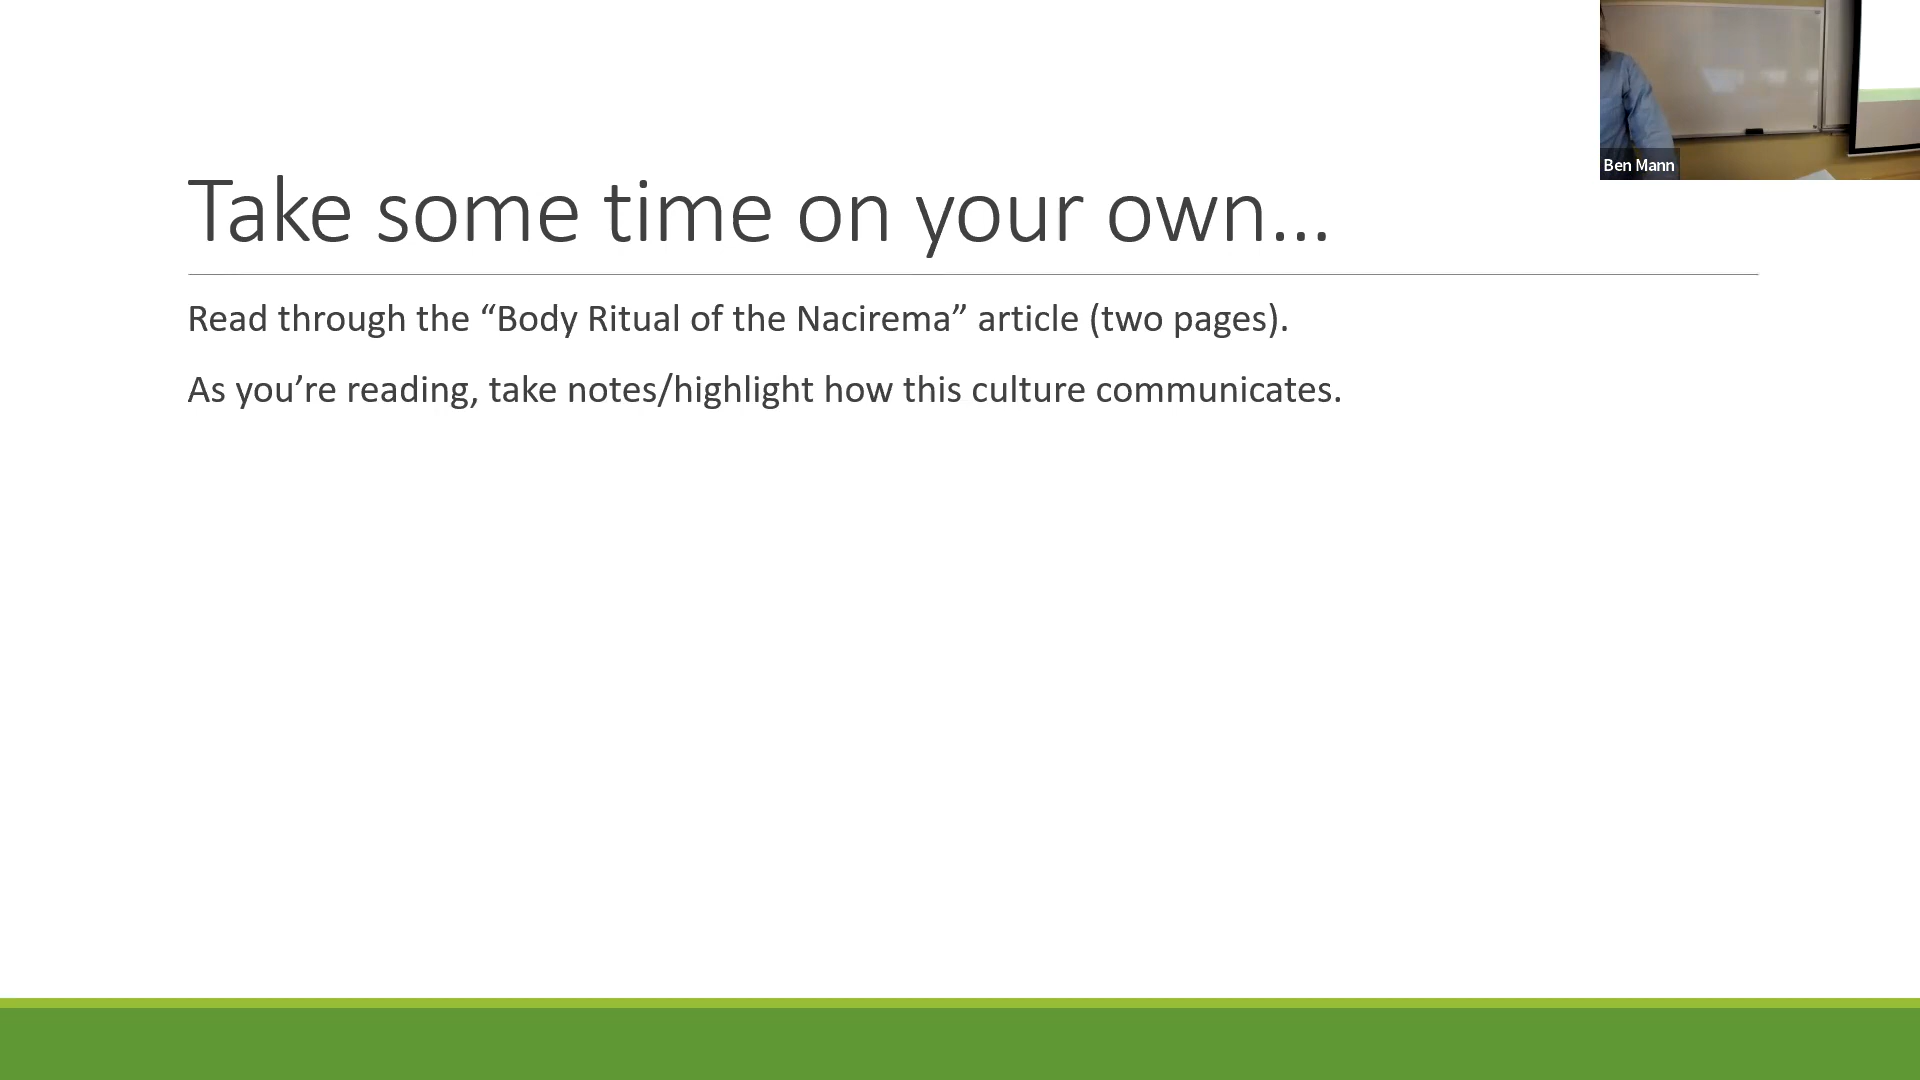 Ben Mann
Take some time on your own…
Read through the “Body Ritual of the Nacirema” article (two pages).
As you’re reading, take notes/highlight how this culture communicates.